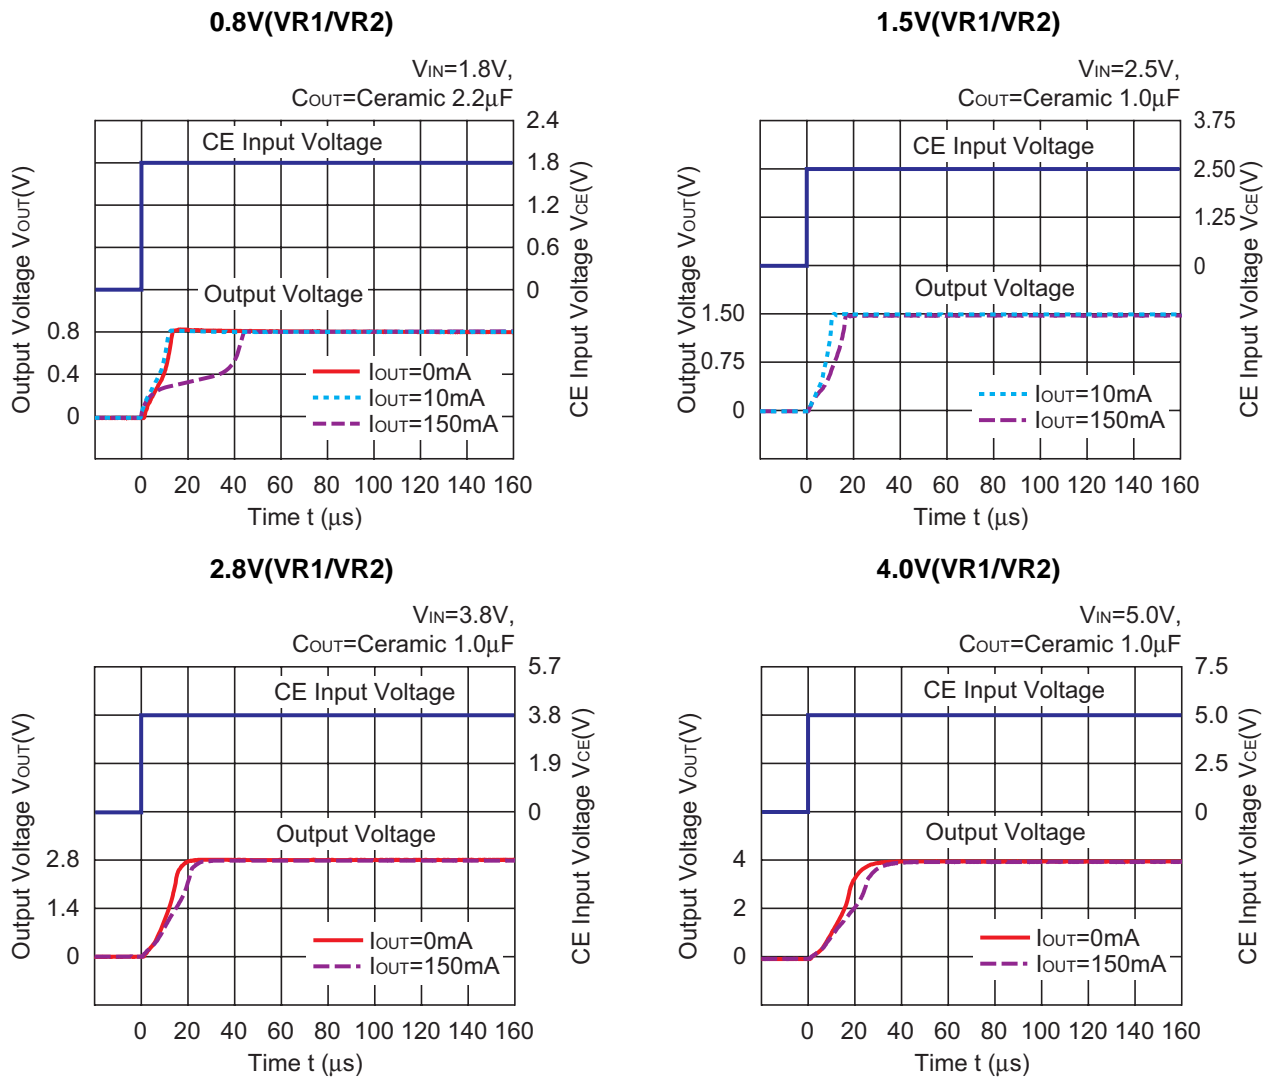 0.8V(VR1/VR2)
VIN=1.8V,
COUT=Ceramic 2.2μF
CE Input Voltage
Output Voltage
Output Voltage VOUT(V)
0.8
0.4
0
2.4
1.8
1.2
0.6
0
CE Input Voltage VCE(V)
IOUT=0mA
IOUT=10mA
IOUT=150mA
0 20 40 60 80 100 120 140 160
Time t (μs)
1.5V(VR1/VR2)
VIN=2.5V,
COUT=Ceramic 1.0μF
CE Input Voltage
Output Voltage
Output Voltage VOUT(V)
1.50
0.75
0
3.75
2.50
1.25
0
CE Input Voltage VCE(V)
IOUT=10mA
IOUT=150mA
0 20 40 60 80 100 120 140 160
Time t (μs)
2.8V(VR1/VR2)
VIN=3.8V,
COUT=Ceramic 1.0μF
CE Input Voltage
Output Voltage
Output Voltage VOUT(V)
2.8
1.4
0
5.7
3.8
1.9
0
CE Input Voltage VCE(V)
IOUT=0mA
IOUT=150mA
0 20 40 60 80 100 120 140 160
Time t (μs)
4.0V(VR1/VR2)
VIN=5.0V,
COUT=Ceramic 1.0μF
CE Input Voltage
Output Voltage
Output Voltage VOUT(V)
4
2
0
7.5
5.0
2.5
0
CE Input Voltage VCE(V)
IOUT=0mA
IOUT=150mA
0 20 40 60 80 100 120 140 160
Time t (μs)